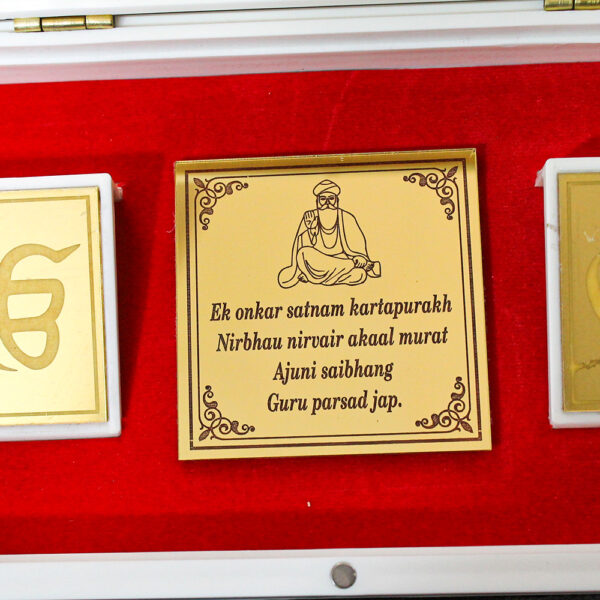 Ek onkar satnam kartapurakh
Nirbhau nirvair akaal murat
Ajuni saibhang
Guru parsad jap.
ੴ